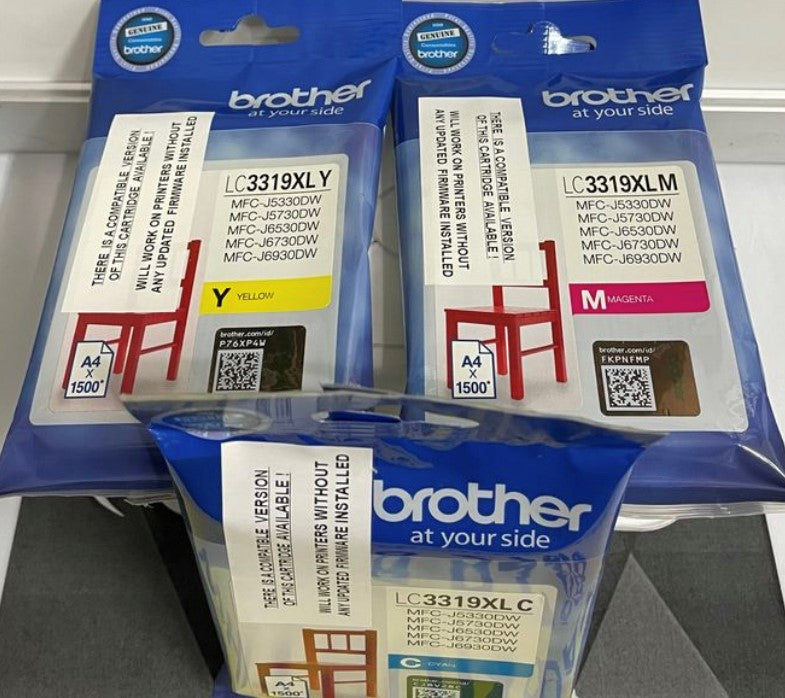 GENUINE
Consumables
brother
brother
at your side
THERE IS A COMPATIBLE VERSION
OF THIS CARTRIDGE AVAILABLE!
WILL WORK ON PRINTERS WITHOUT
ANY UPDATED FIRMWARE INSTALLED
LC3319XLY
MFC-J5330DW
MFC-J5730DW
MFC-J6530DW
MFC-J6730DW
MFC-J6930DW
Y YELLOW
brother.com/id/
P76XP4W
A4
X
1500*
GENUINE
Consumables
brother
brother
at your side
THERE IS A COMPATIBLE VERSION
OF THIS CARTRIDGE AVAILABLE!
WILL WORK ON PRINTERS WITHOUT
ANY UPDATED FIRMWARE INSTALLED
LC3319XLM
MFC-J5330DW
MFC-J5730DW
MFC-J6530DW
MFC-J6730DW
MFC-J6930DW
M MAGENTA
brother.com/id/
FKPNFMP
A4
X
1500*
brother
at your side
THERE IS A COMPATIBLE VERSION
OF THIS CARTRIDGE AVAILABLE!
WILL WORK ON PRINTERS WITHOUT
ANY UPDATED FIRMWARE INSTALLED
LC3319XLC
MFC-J5330DW
MFC-J5730DW
MFC-J6530DW
MFC-J6730DW
MFC-J6930DW
C CYAN
A4
X
1500*